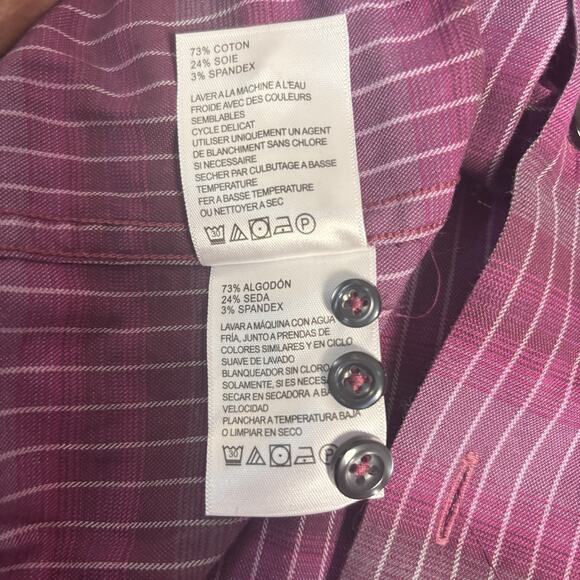 73% COTON
24% SOIE
3% SPANDEX
LAVER A LA MACHINE A L'EAU
FROIDE AVEC DES COULEURS
SEMBLABLES
CYCLE DELICAT
UTILISER UNIQUEMENT UN AGENT
DE BLANCHIMENT SANS CHLORE
SI NECESSAIRE
SECHER PAR CULBUTAGE A BASSE
TEMPERATURE
FER A BASSE TEMPERATURE
OU NETTOYER A SEC
30 P
73% ALGODÓN
24% SEDA
3% SPANDEX
LAVAR A MÁQUINA CON AGUA
FRÍA, JUNTO A PRENDAS DE
COLORES SIMILARES Y EN CICLO
SUAVE DE LAVADO
BLANQUEADOR SIN CLORO
SOLAMENTE, SI ES NECES
SECAR EN SECADORA A BA
VELOCIDAD
PLANCHAR A TEMPERATURA BAJA
O LIMPIAR EN SECO
30 P